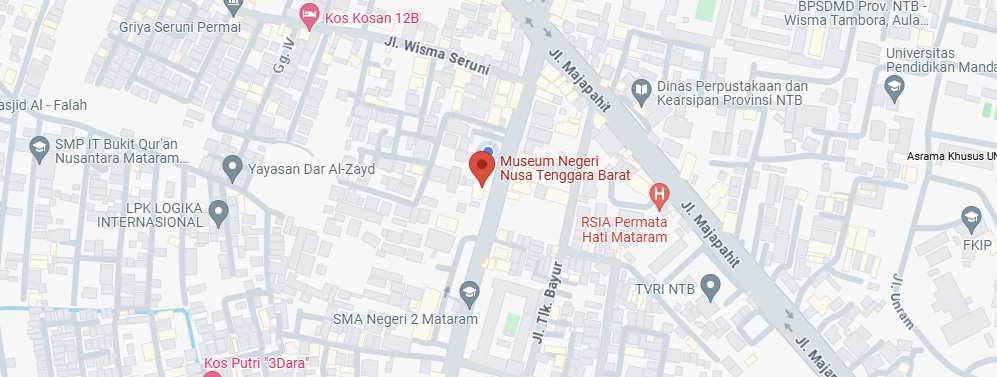 Kos Kosan 12B
Griya Seruni Permai
Gg. IV
Jl. Wisma Seruni
Jl. Majapahit
BPSDMD Prov. NTB -
Wisma Tambora, Aula...
Universitas
Pendidikan Manda
Dinas Perpustakaan dan
Kearsipan Provinsi NTB
asjid Al - Falah
SMP IT Bukit Qur'an
Nusantara Mataram...
Yayasan Dar Al-Zayd
Museum Negeri
Nusa Tenggara Barat
Asrama Khusus UN
LPK LOGIKA
INTERNASIONAL
H
RSIA Permata
Hati Mataram
Jl. Majapahit
FKIP
TVRI NTB
Jl. Unram
Jl. Tlk. Bayur
SMA Negeri 2 Mataram
Jl. Majap
Kos Putri "3Dara"